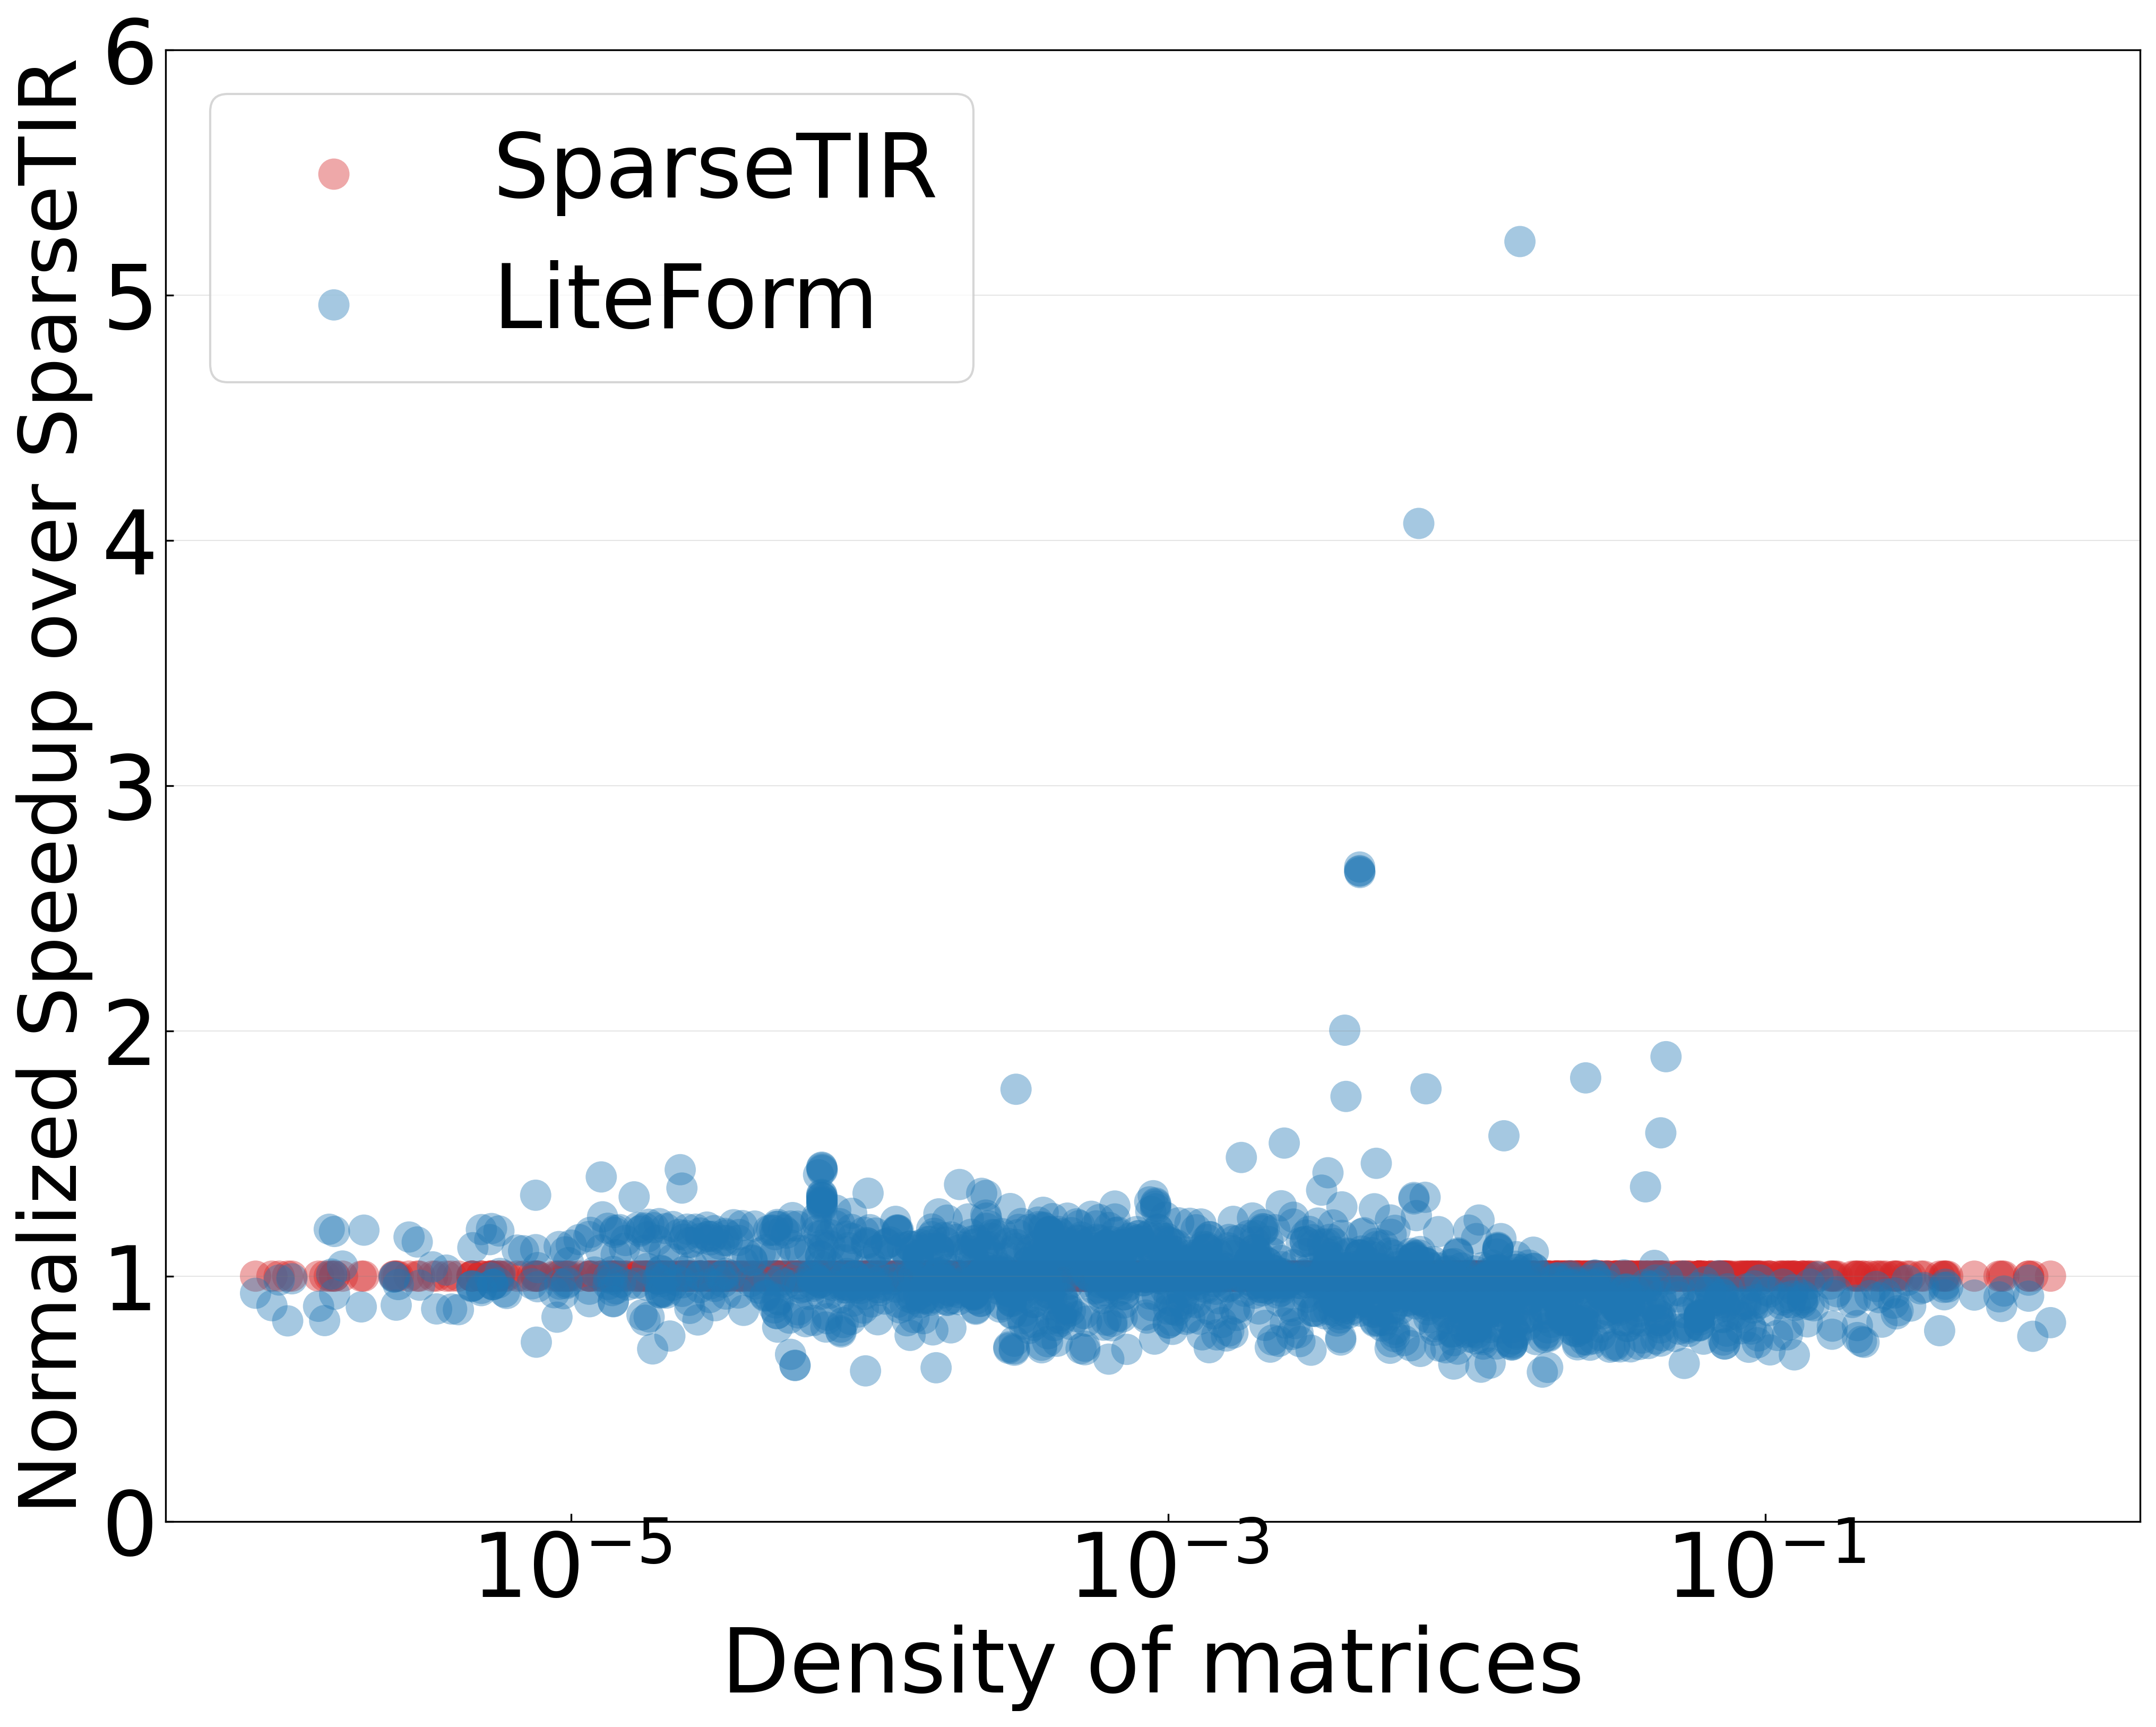 Normalized Speedup over SparseTIR
6
5
4
3
2
1
0
SparseTIR
LiteForm
10⁻⁵
10⁻³
10⁻¹
Density of matrices